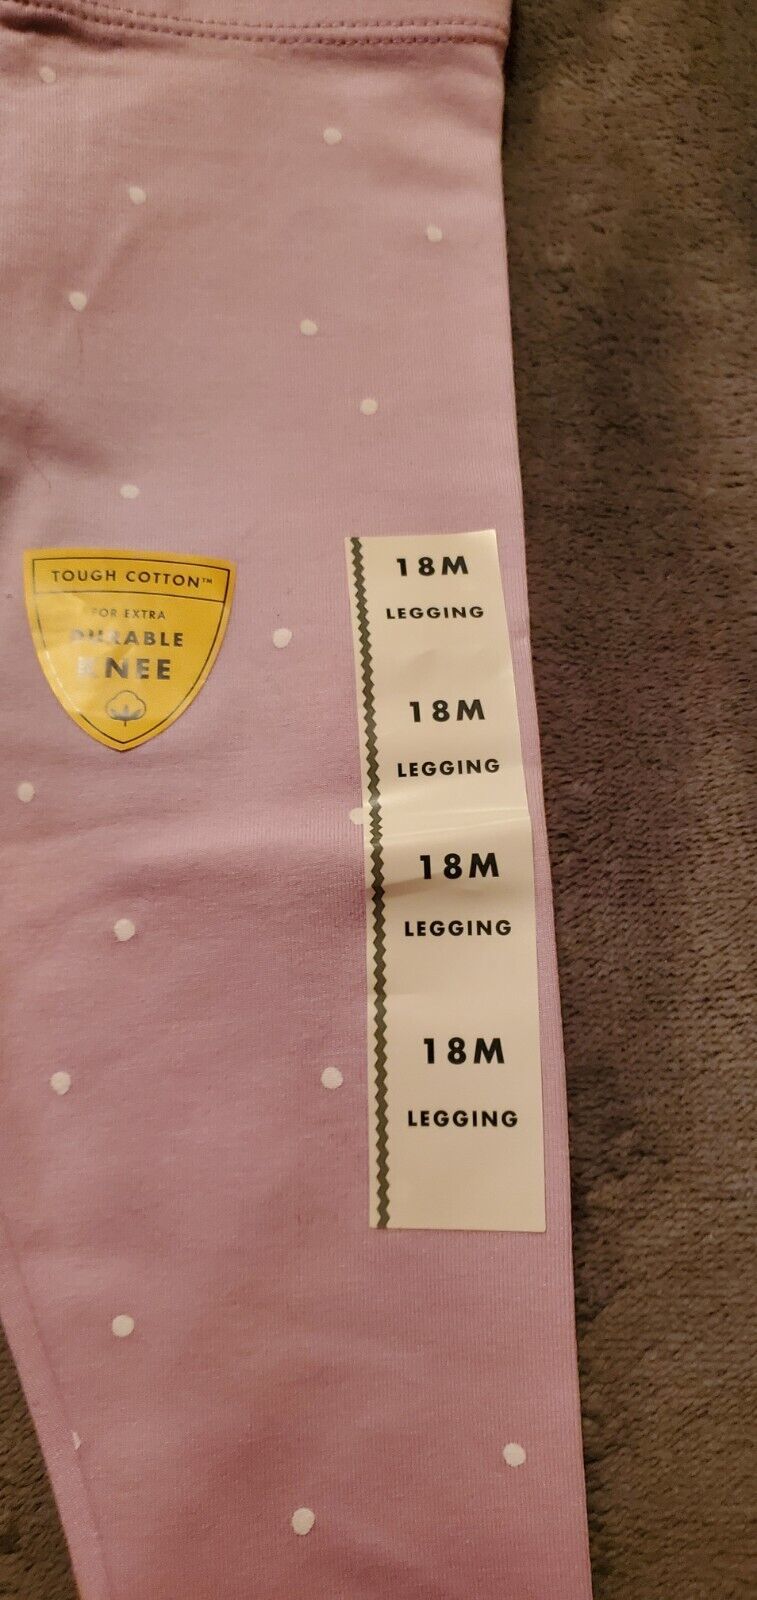 TOUGH COTTON™
FOR EXTRA
DURABLE
KNEE
18M
LEGGING
18M
LEGGING
18M
LEGGING
18M
LEGGING